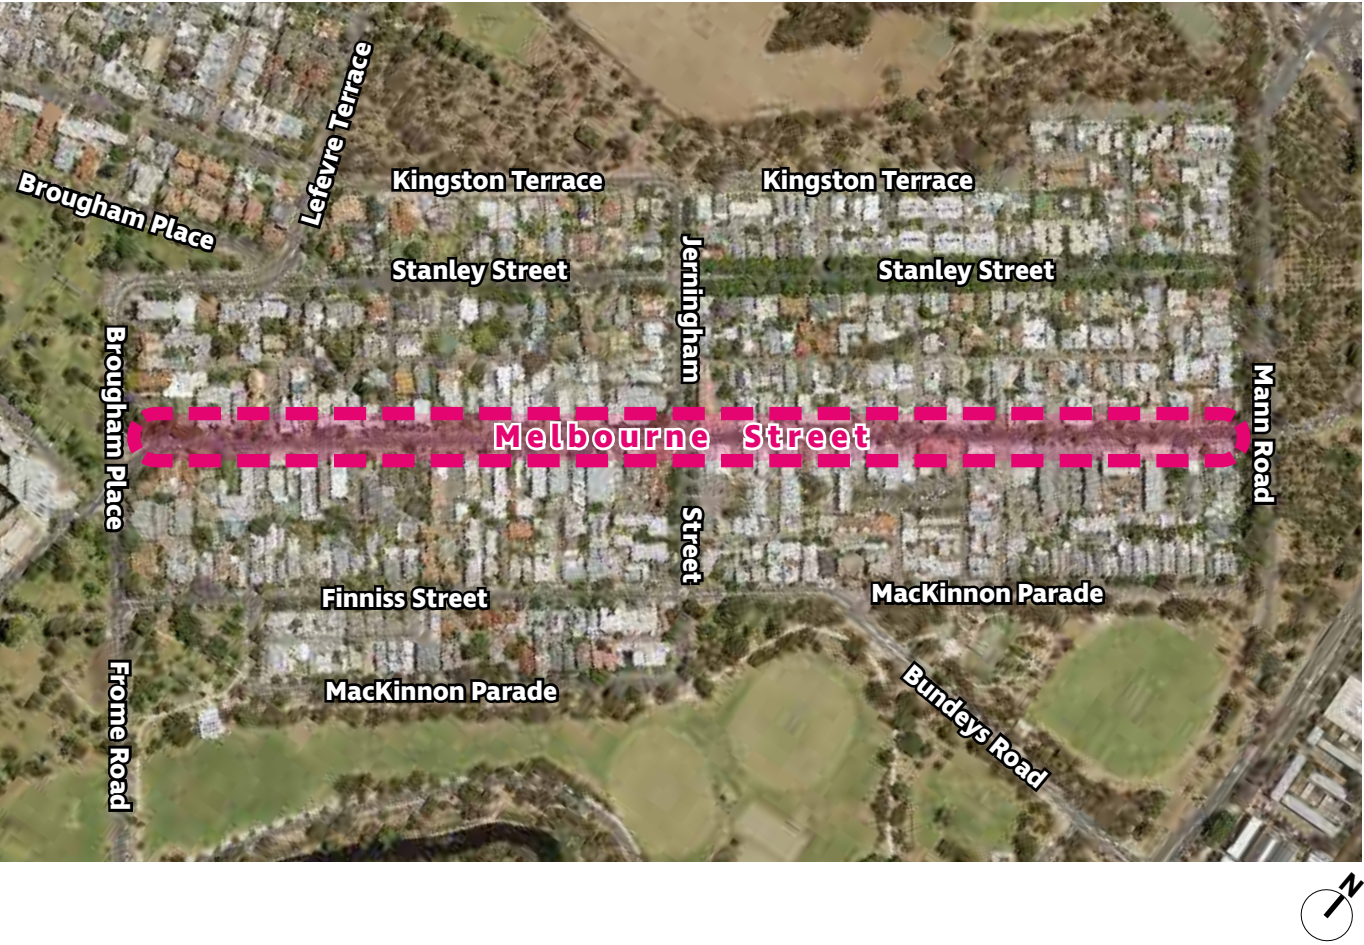 Lefevre Terrace
Brougham Place
Kingston Terrace
Kingston Terrace
Stanley Street
Stanley Street
Jerningham
Street
Brougham Place
Melbourne Street
Mann Road
Finniss Street
MacKinnon Parade
MacKinnon Parade
Frome Road
Bundeys Road
N